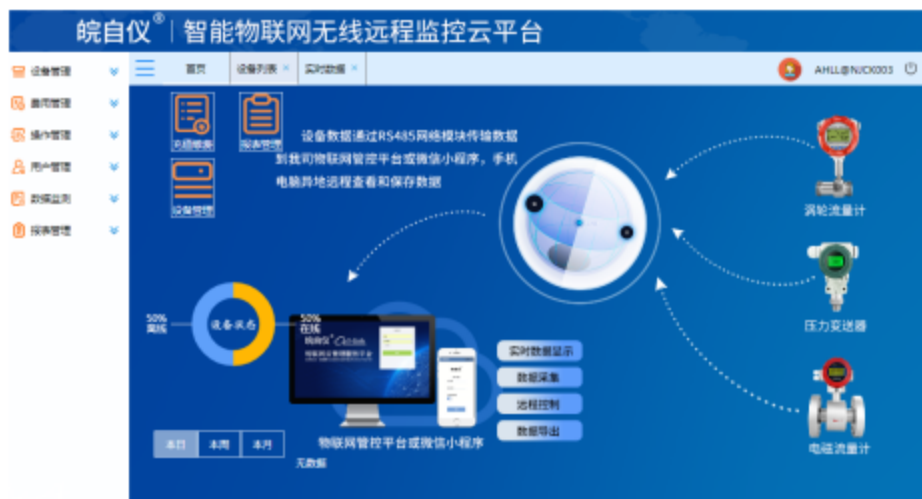 皖自仪® | 智能物联网无线远程监控云平台
设备管理
费用管理
操作管理
用户管理
数据监测
报表管理
首页
设备列表 ×
实时数据 ×
AHLL@NJCK003
充值缴费
报表管理
设备管理
设备数据通过RS485网络模块传输数据
到我司物联网管控平台或微信小程序，手机
电脑异地远程查看和保存数据
涡轮流量计
压力变送器
电磁流量计
50%
离线
设备状态
50%
在线
皖自仪®
实时数据显示
数据采集
远程控制
数据导出
本日
本周
本月
物联网管控平台或微信小程序
无数据